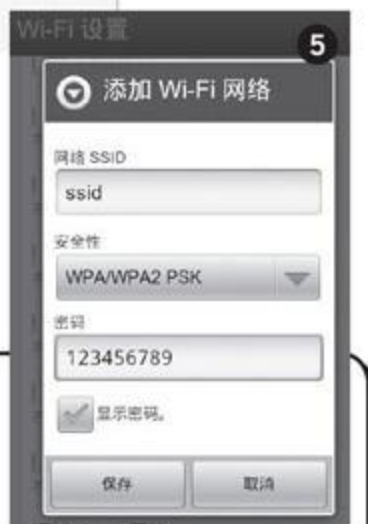 Wi-Fi 设置
5
添加 Wi-Fi 网络
网络 SSID
ssid
安全性
WPA/WPA2 PSK
密码
123456789
显示密码。
保存
取消